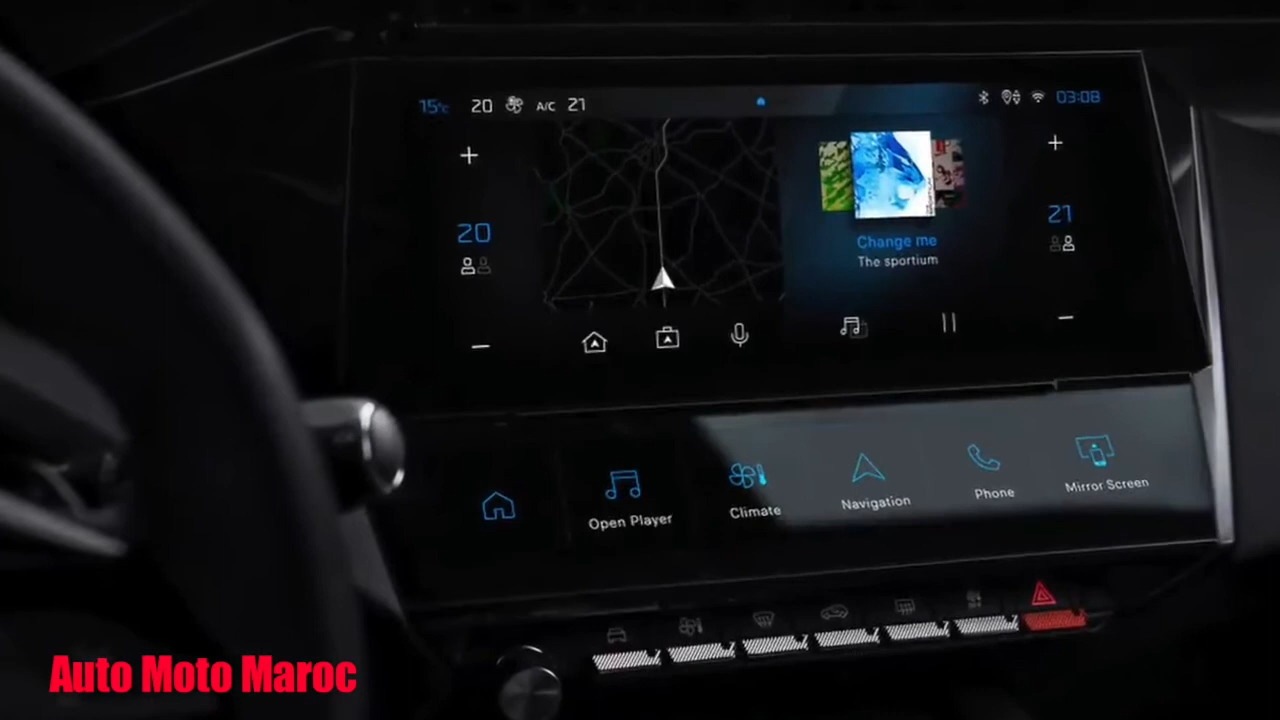 15°c 20 A/C 21 03:08
+ +
20 21
Change me
The sportium
Open Player
Climate
Navigation
Phone
Mirror Screen
Auto Moto Maroc